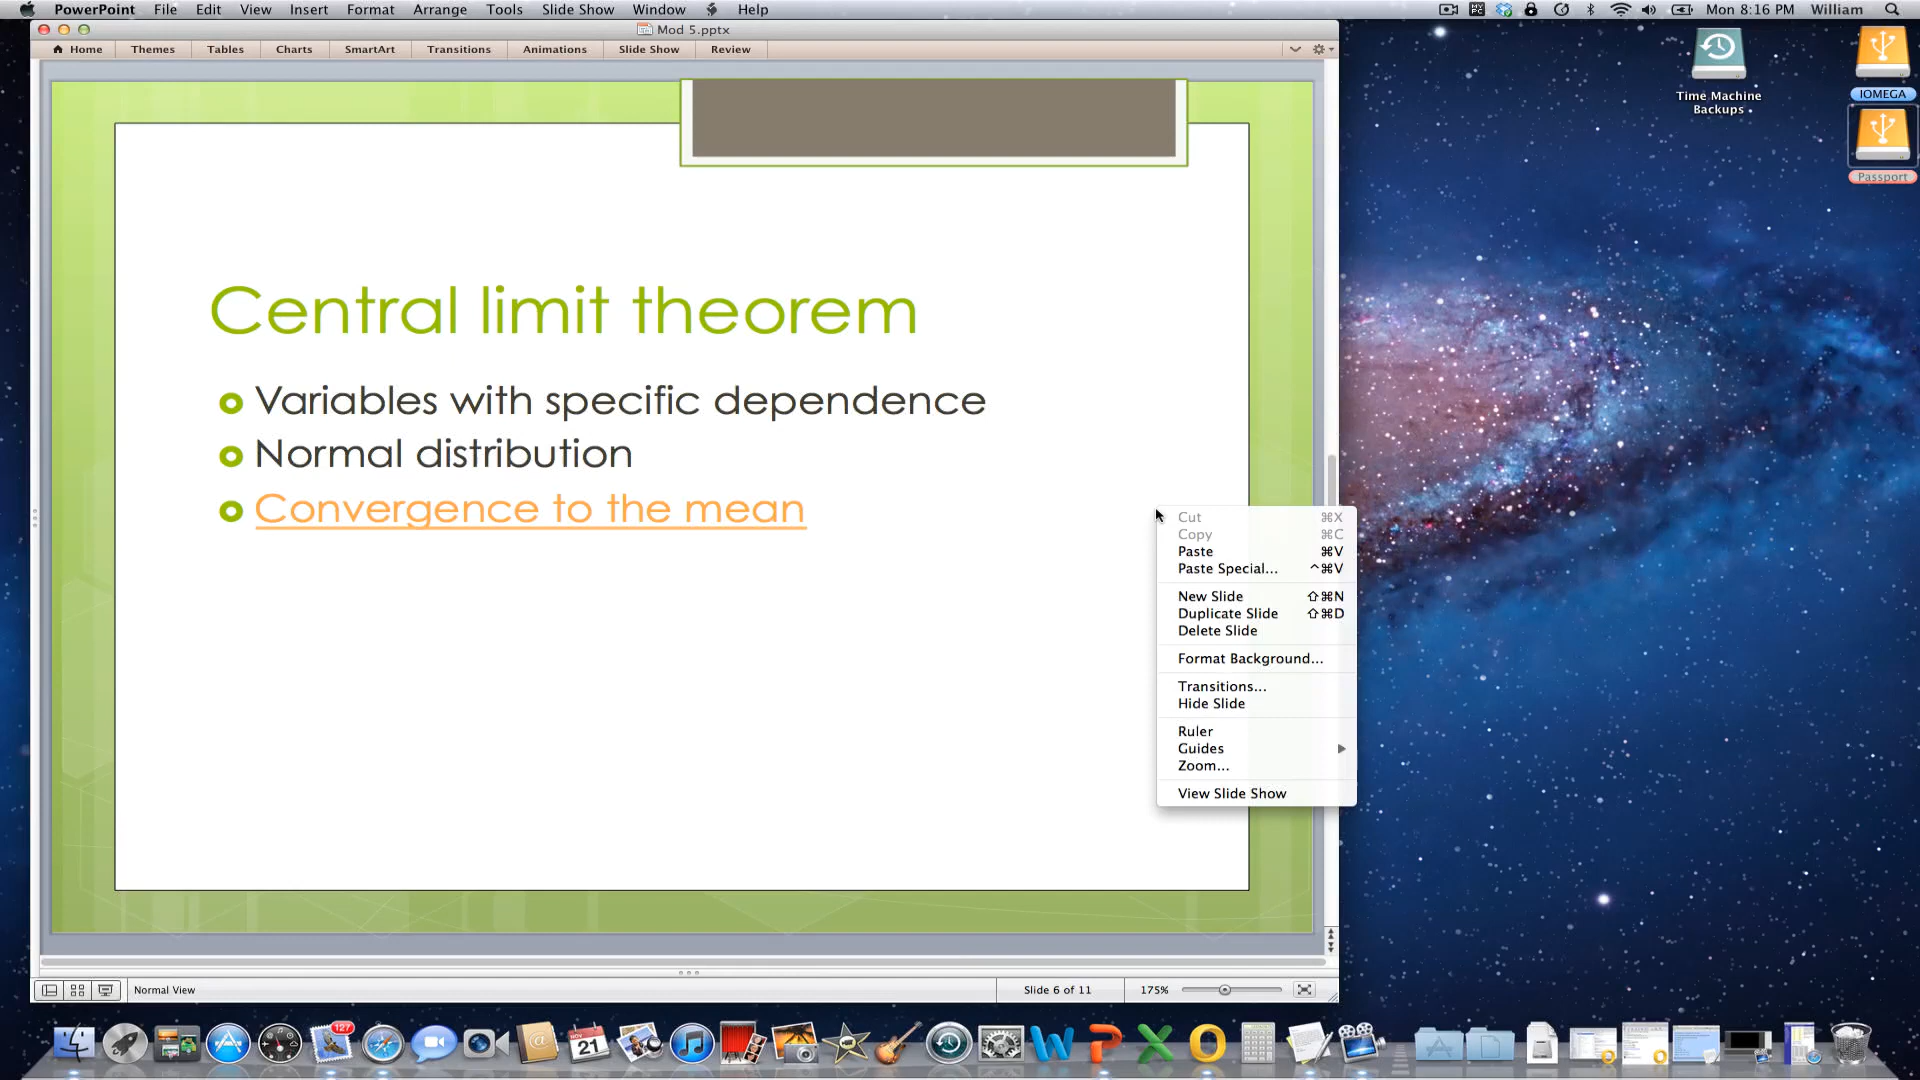 PowerPoint File Edit View Insert Format Arrange Tools Slide Show Window Help Mon 8:16 PM William
Mod 5.pptx
Home Themes Tables Charts SmartArt Transitions Animations Slide Show Review
Time Machine
Backups
IOMEGA
Passport
Central limit theorem
Variables with specific dependence
Normal distribution
Convergence to the mean
Cut ⌘X
Copy ⌘C
Paste ⌘V
Paste Special... ^⌘V
New Slide ⇧⌘N
Duplicate Slide ⇧⌘D
Delete Slide
Format Background...
Transitions...
Hide Slide
Ruler
Guides
Zoom...
View Slide Show
Normal View Slide 6 of 11 175%
127
NOV
21